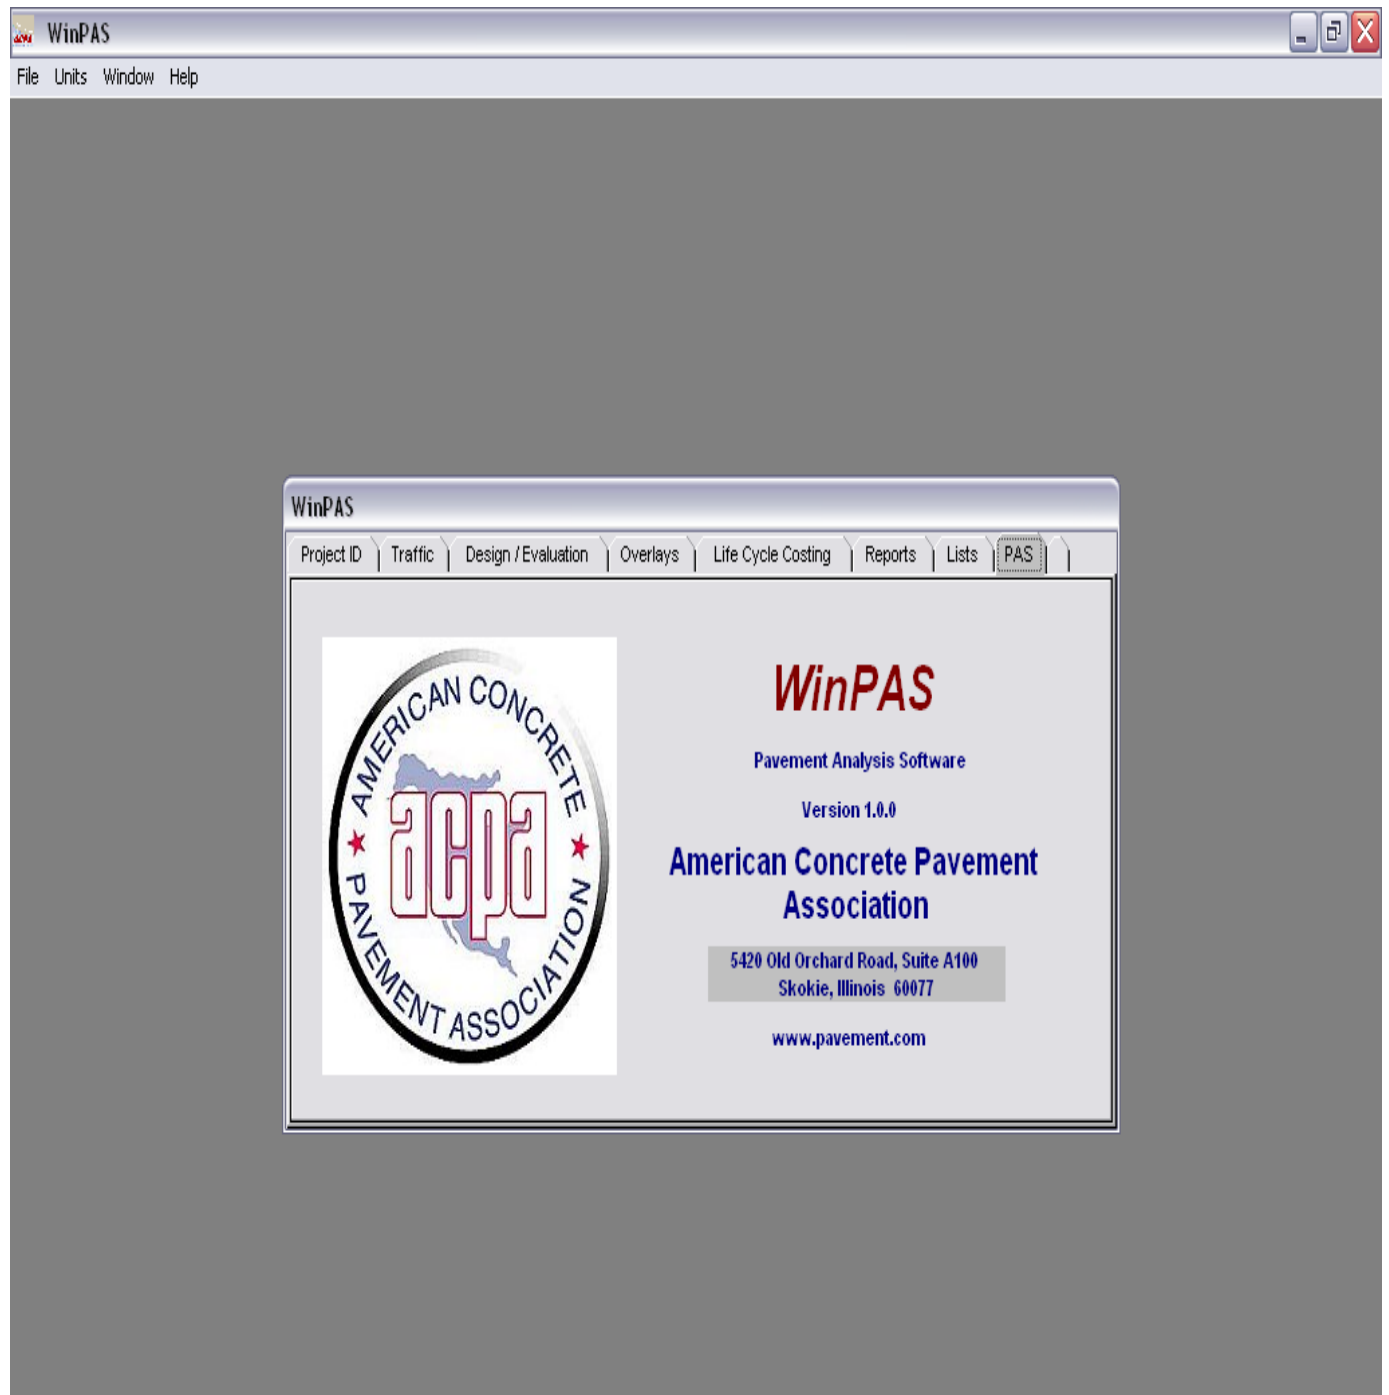 WinPAS
File Units Window Help
WinPAS
Project ID Traffic Design / Evaluation Overlays Life Cycle Costing Reports Lists PAS
AMERICAN CONCRETE
acpa
PAVEMENT ASSOCIATION
WinPAS
Pavement Analysis Software
Version 1.0.0
American Concrete Pavement
Association
5420 Old Orchard Road, Suite A100
Skokie, Illinois 60077
www.pavement.com